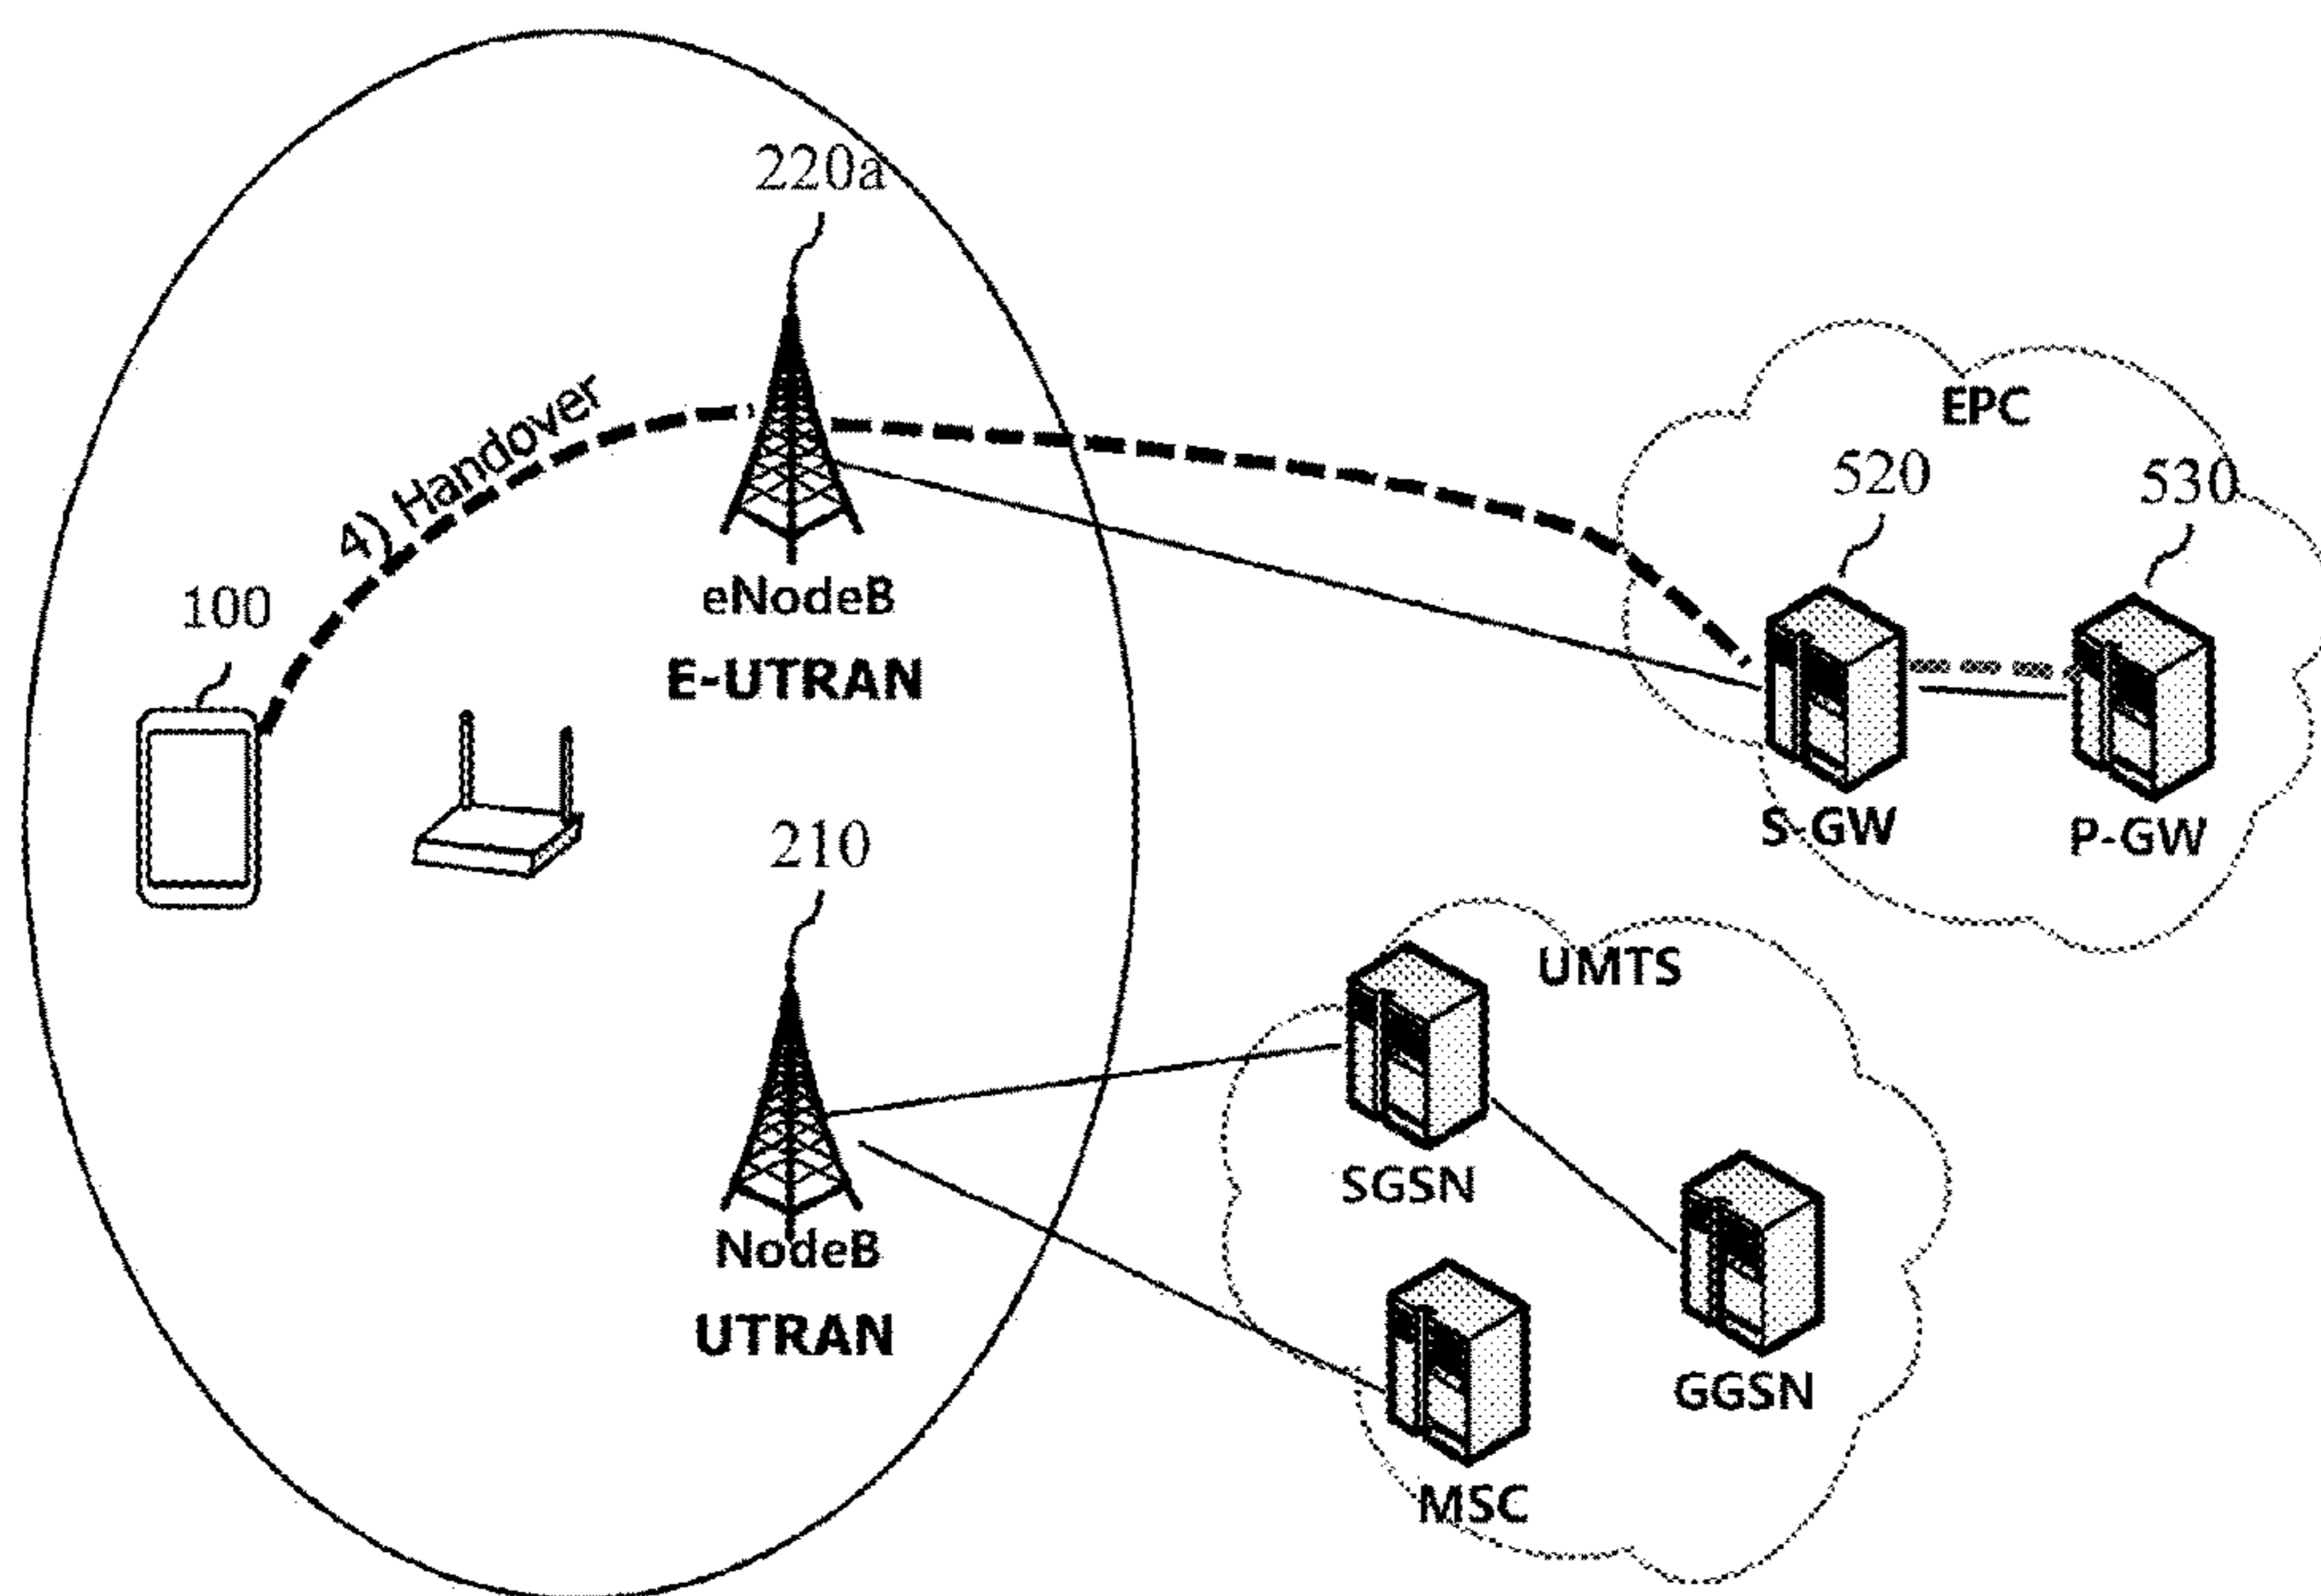 220a
EPC
520
530
4) Handover
100
eNodeB
E-UTRAN
S-GW
P-GW
210
UMTS
SGSN
NodeB
UTRAN
GGSN
MSC